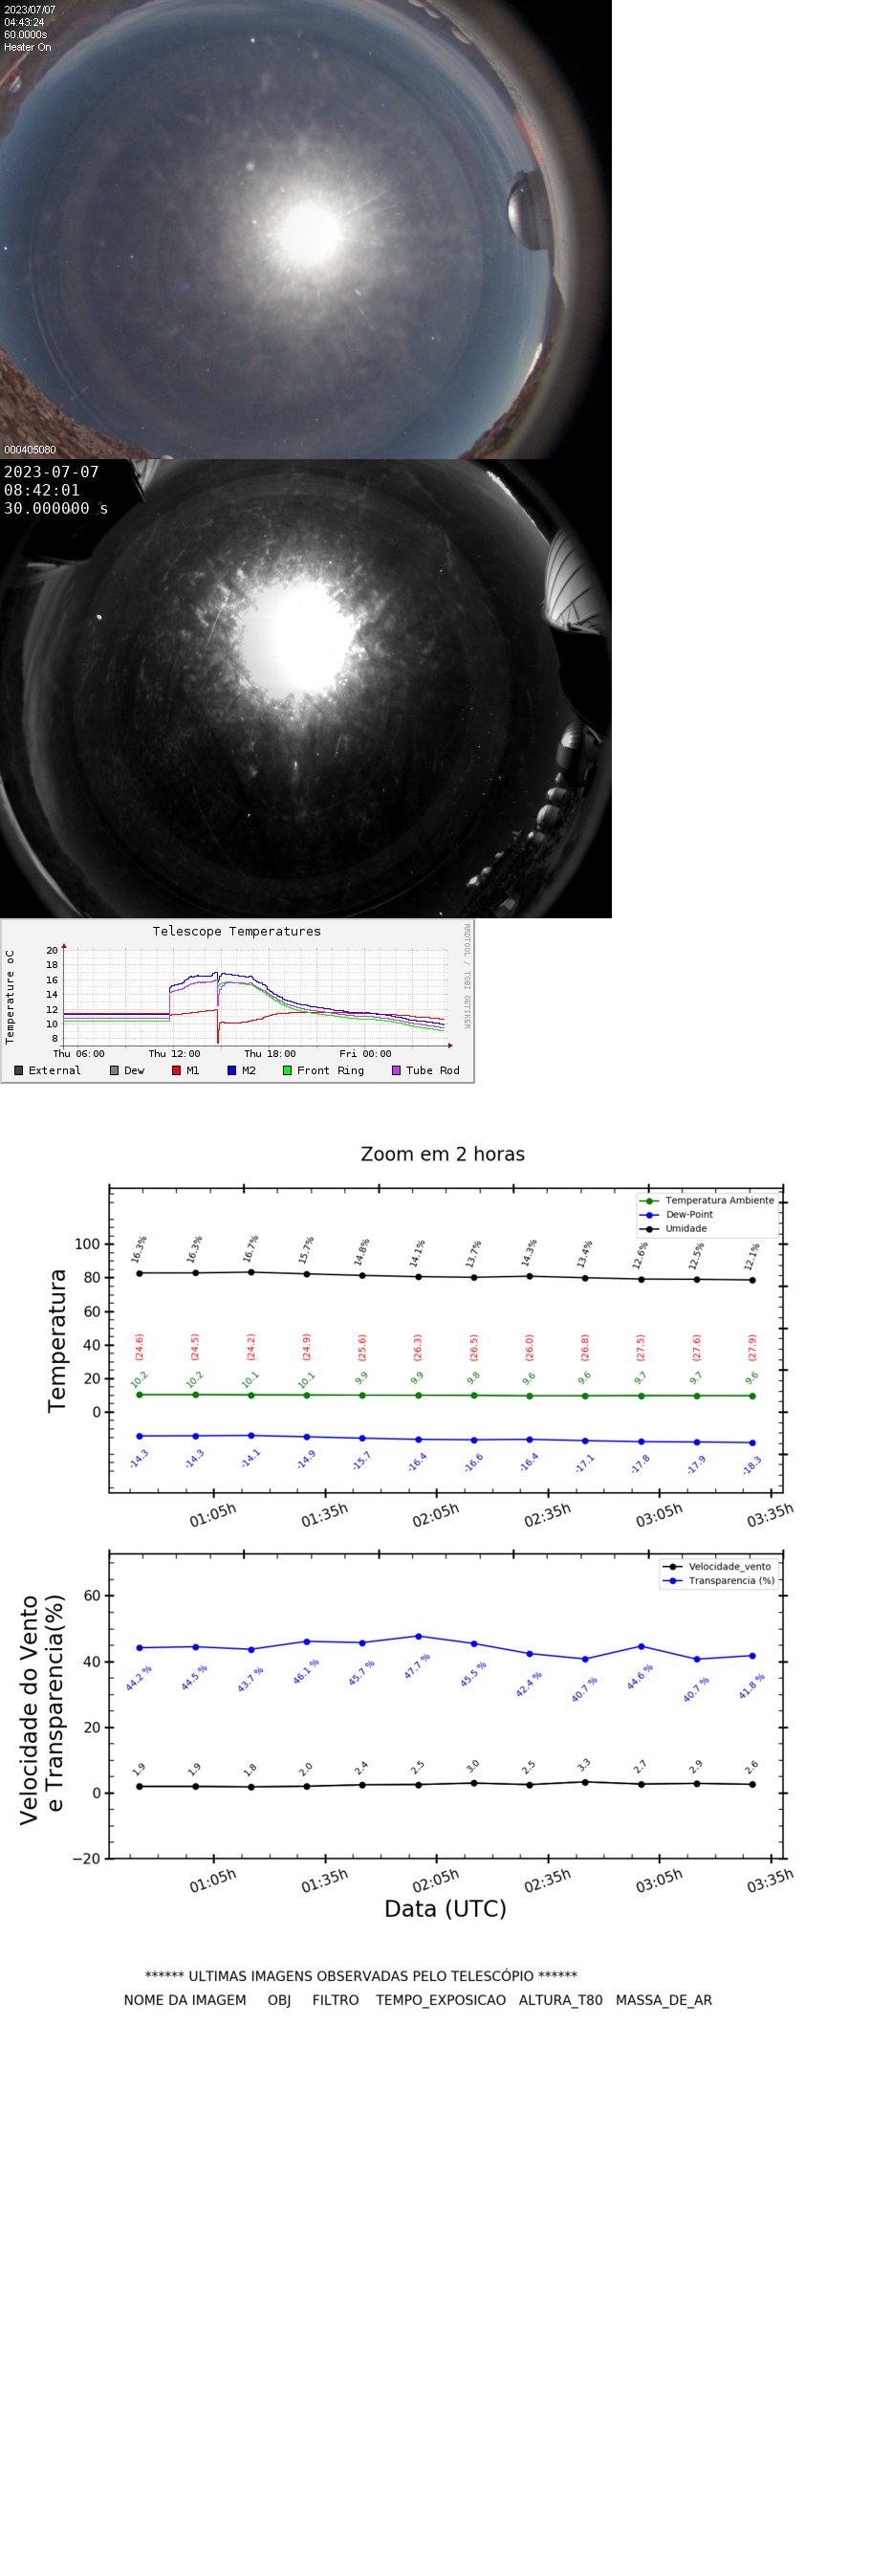 2023/07/07
04:43:24
60.0000s
Heater On
000405080
2023-07-07
08:42:01
30.000000 s
Telescope Temperatures
Temperature oC
RRDTOOL / TOBI OETIKER
20
18
16
14
12
10
8
Thu 06:00 Thu 12:00 Thu 18:00 Fri 00:00
External Dew M1 M2 Front Ring Tube Rod
Zoom em 2 horas
Temperatura Ambiente
Dew-Point
Umidade
Temperatura
100
80
60
40
20
0
16.3% 16.3% 16.7% 15.7% 14.8% 14.1% 13.7% 14.3% 13.4% 12.6% 12.5% 12.1%
(24.6) (24.5) (24.2) (24.9) (25.6) (26.3) (26.5) (26.0) (26.8) (27.5) (27.6) (27.9)
10.2 10.2 10.1 10.1 9.9 9.9 9.8 9.6 9.6 9.7 9.7 9.6
-14.3 -14.3 -14.1 -14.9 -15.7 -16.4 -16.6 -16.4 -17.1 -17.8 -17.9 -18.3
01:05h 01:35h 02:05h 02:35h 03:05h 03:35h
Velocidade_vento
Transparencia (%)
Velocidade do Vento
e Transparencia(%)
60
40
20
0
−20
44.2 % 44.5 % 43.7 % 46.1 % 45.7 % 47.7 % 45.5 % 42.4 % 40.7 % 44.6 % 40.7 % 41.8 %
1.9 1.9 1.8 2.0 2.4 2.5 3.0 2.5 3.3 2.7 2.9 2.6
01:05h 01:35h 02:05h 02:35h 03:05h 03:35h
Data (UTC)
****** ULTIMAS IMAGENS OBSERVADAS PELO TELESCÓPIO ******
NOME DA IMAGEM OBJ FILTRO TEMPO_EXPOSICAO ALTURA_T80 MASSA_DE_AR